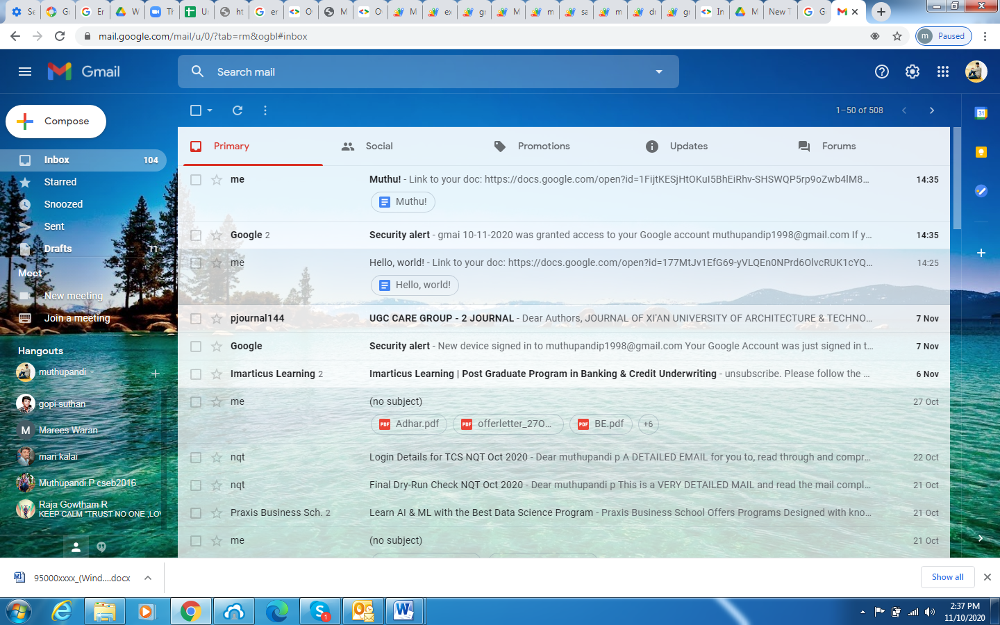 Se
Go
Er
W
Th
Ur
ht
er
O
M
O
M
ex
gr
M
m
sa
m
di
gr
In
M
New T
G
M
mail.google.com/mail/u/0/?tab=rm&ogbl#inbox
m Paused
Gmail
Search mail
Compose
1–50 of 508
31
Primary
Social
Promotions
Updates
Forums
Inbox 104
Starred
Snoozed
Sent
Drafts 11
Meet
New meeting
Join a meeting
Hangouts
muthupandi
gopi suthan
M Marees Waran
mari kalai
Muthupandi P cseb2016
Raja Gowtham R
KEEP CALM "TRUST NO ONE ;LOV
me Muthu! - Link to your doc: https://docs.google.com/open?id=1FijtKESjHtOKuI5BhEiRhv-SHSWQP5rp9oZwb4lM8... 14:35
Muthu!
Google 2 Security alert - gmai 10-11-2020 was granted access to your Google account muthupandip1998@gmail.com If y... 14:35
me Hello, world! - Link to your doc: https://docs.google.com/open?id=177MtJv1EfG69-yVLQEn0NPrd6OlvcRUK1cYQ... 14:25
Hello, world!
pjournal144 UGC CARE GROUP - 2 JOURNAL - Dear Authors, JOURNAL OF XI'AN UNIVERSITY OF ARCHITECTURE & TECHNO... 7 Nov
Google Security alert - New device signed in to muthupandip1998@gmail.com Your Google Account was just signed in t... 7 Nov
Imarticus Learning 2 Imarticus Learning | Post Graduate Program in Banking & Credit Underwriting - unsubscribe. Please follow the ... 6 Nov
me (no subject) 27 Oct
PDF Adhar.pdf PDF offerletter_27O... PDF BE.pdf +6
nqt Login Details for TCS NQT Oct 2020 - Dear muthupandi p A DETAILED EMAIL for you to, read through and compr... 22 Oct
nqt Final Dry-Run Check NQT Oct 2020 - Dear muthupandi p This is a VERY DETAILED MAIL and read the mail compl... 21 Oct
Praxis Business Sch. 2 Learn AI & ML with the Best Data Science Program - Praxis Business School Offers Programs Designed with kno... 21 Oct
me (no subject) 21 Oct
95000xxxx_(Wind....docx
Show all
1
2:37 PM
11/10/2020